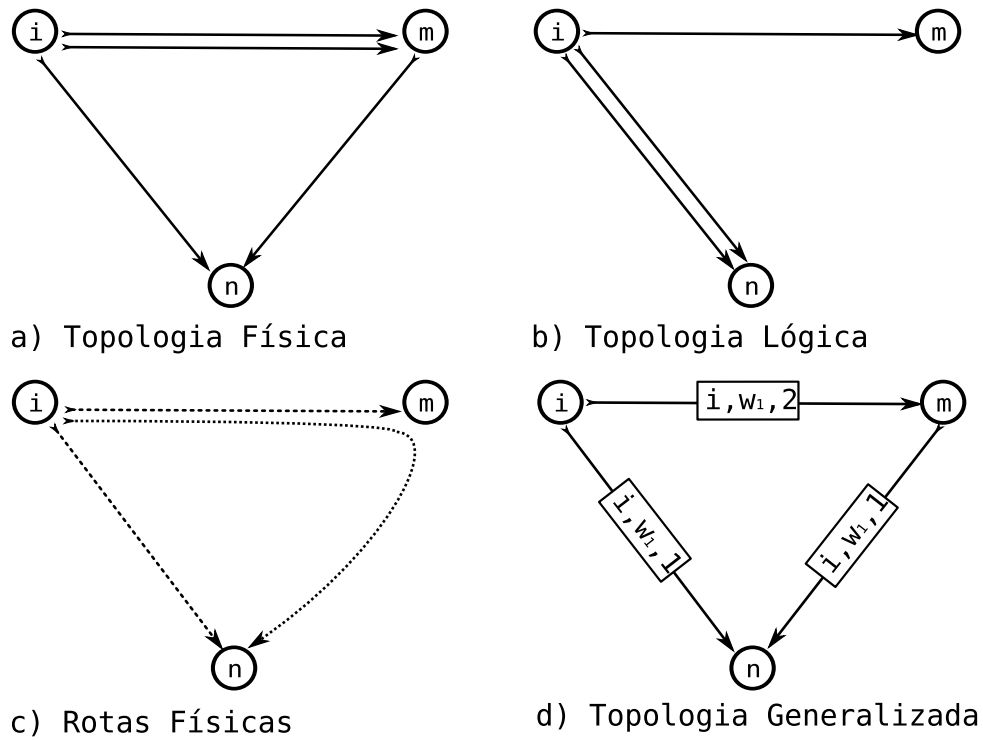 i
m
n
a) Topologia Física
i
m
n
b) Topologia Lógica
i
m
n
c) Rotas Físicas
i
i,w₁,2
m
i,w₁,1
i,w₁,1
n
d) Topologia Generalizada